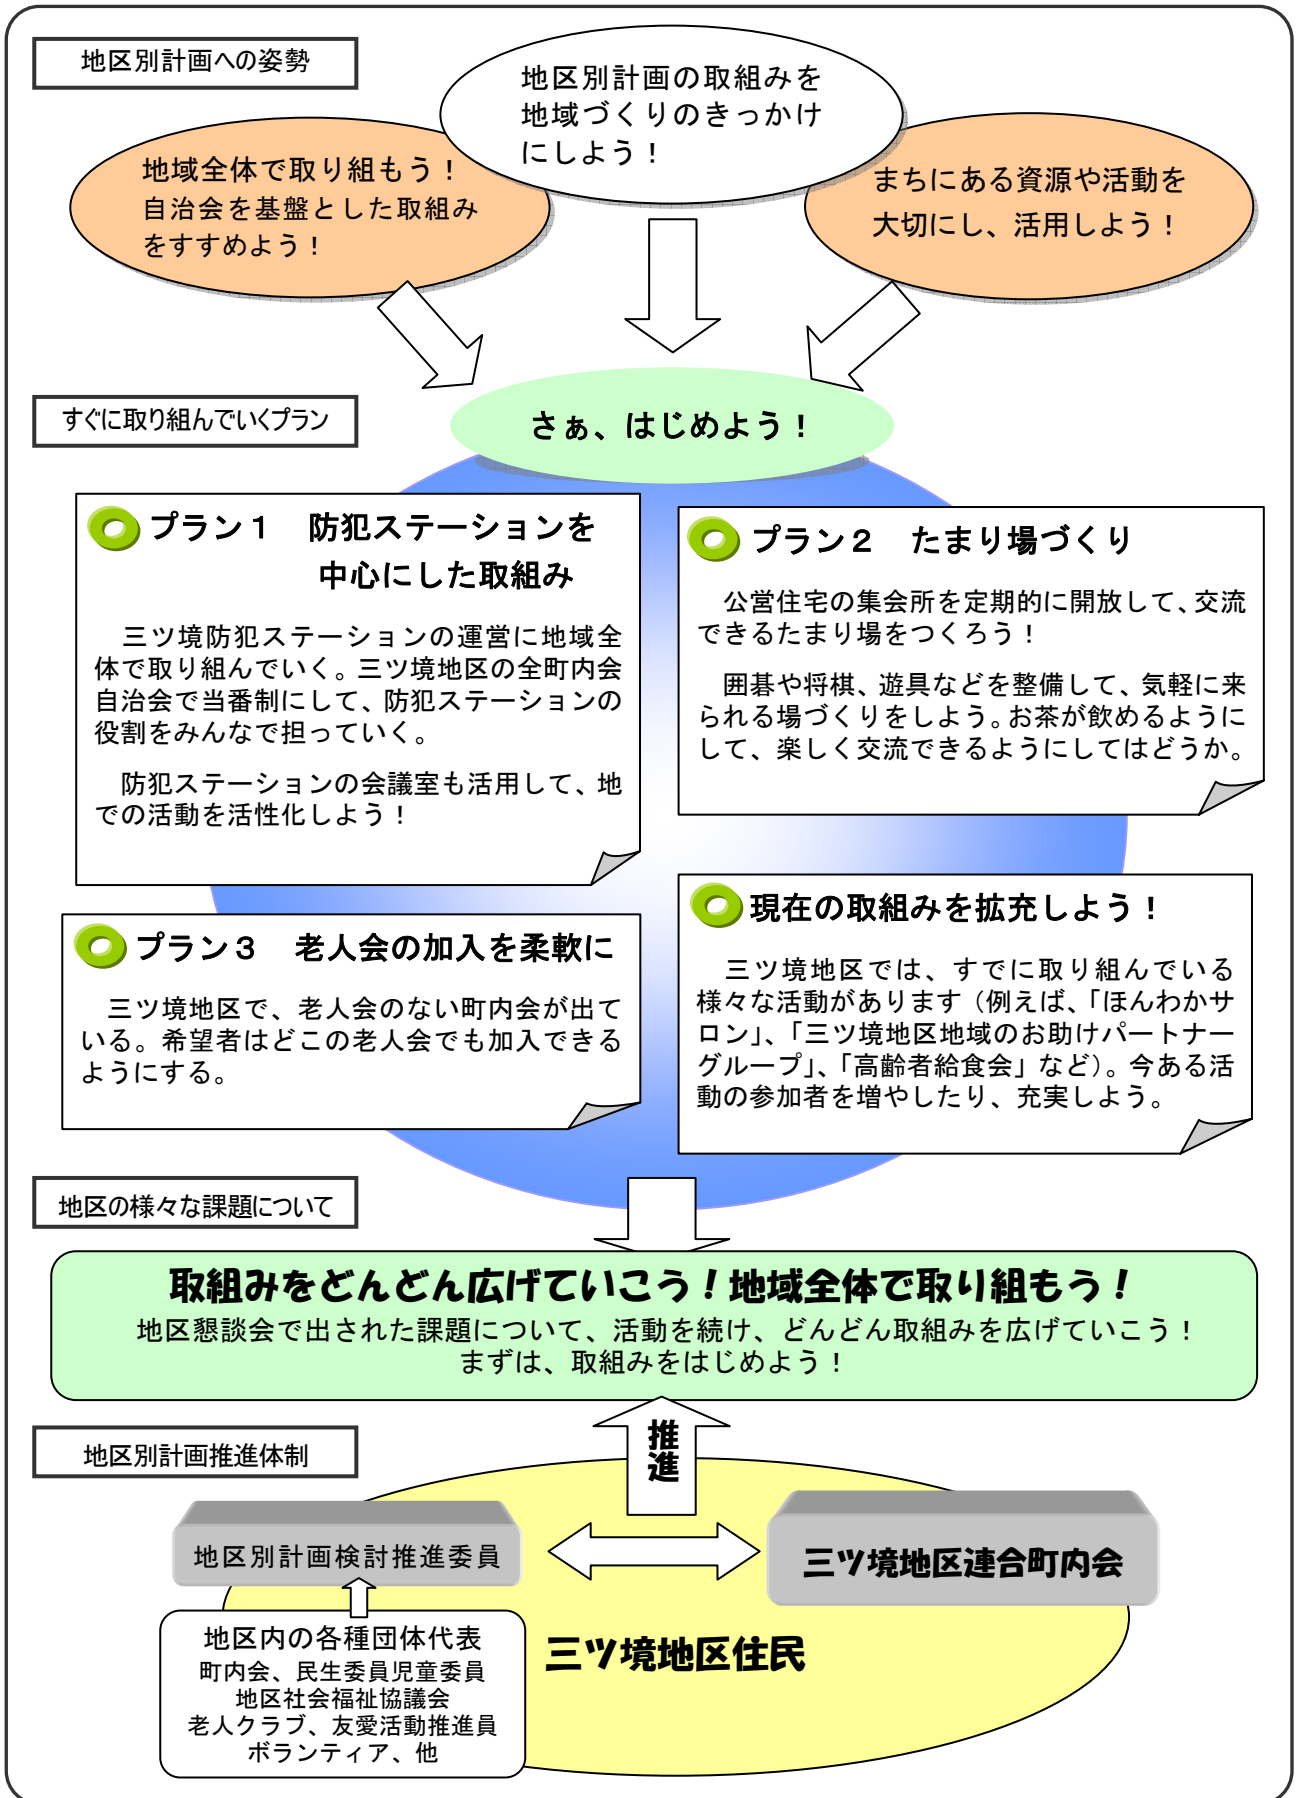 地区別計画への姿勢
地区別計画の取組みを
地域づくりのきっかけ
にしよう！
地域全体で取り組もう！
自治会を基盤とした取組み
をすすめよう！
まちにある資源や活動を
大切にし、活用しよう！
すぐに取り組んでいくプラン
さぁ、はじめよう！
プラン１　防犯ステーションを
中心にした取組み
三ツ境防犯ステーションの運営に地域全
体で取り組んでいく。三ツ境地区の全町内会
自治会で当番制にして、防犯ステーションの
役割をみんなで担っていく。
防犯ステーションの会議室も活用して、地
での活動を活性化しよう！
プラン２　たまり場づくり
公営住宅の集会所を定期的に開放して、交流
できるたまり場をつくろう！
囲碁や将棋、遊具などを整備して、気軽に来
られる場づくりをしよう。お茶が飲めるように
して、楽しく交流できるようにしてはどうか。
プラン３　老人会の加入を柔軟に
三ツ境地区で、老人会のない町内会が出て
いる。希望者はどこの老人会でも加入できる
ようにする。
現在の取組みを拡充しよう！
三ツ境地区では、すでに取り組んでいる
様々な活動があります（例えば、「ほんわかサ
ロン」、「三ツ境地区地域のお助けパートナー
グループ」、「高齢者給食会」など）。今ある活
動の参加者を増やしたり、充実しよう。
地区の様々な課題について
取組みをどんどん広げていこう！地域全体で取り組もう！
地区懇談会で出された課題について、活動を続け、どんどん取組みを広げていこう！
まずは、取組みをはじめよう！
地区別計画推進体制
推進
地区別計画検討推進委員
三ツ境地区連合町内会
地区内の各種団体代表
町内会、民生委員児童委員
地区社会福祉協議会
老人クラブ、友愛活動推進員
ボランティア、他
三ツ境地区住民